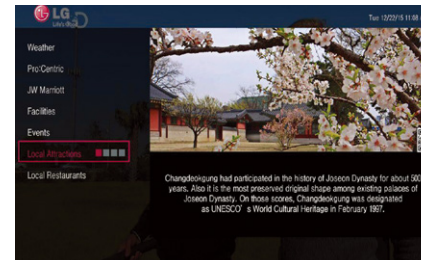 LG
Life's Good
Tue 12/22/15 11:08
Weather
Pro:Centric
JW Marriott
Facilities
Events
Local Attractions
Local Restaurants
Changdeokgung had participated in the history of Joseon Dynasty for about 500
years. Also it is the most preserved driginal shape among existing palaces of
Joseon Dynasty. On those scores, Changdeokgung was designated
as UNESCO' s World Cultural Heritage in February 1997.